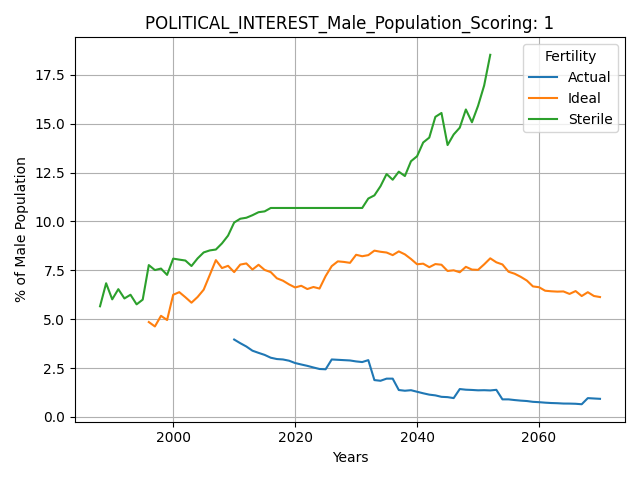 POLITICAL_INTEREST_Male_Population_Scoring: 1
Fertility
Actual
Ideal
Sterile
% of Male Population
17.5
15.0
12.5
10.0
7.5
5.0
2.5
0.0
2000 2020 2040 2060
Years